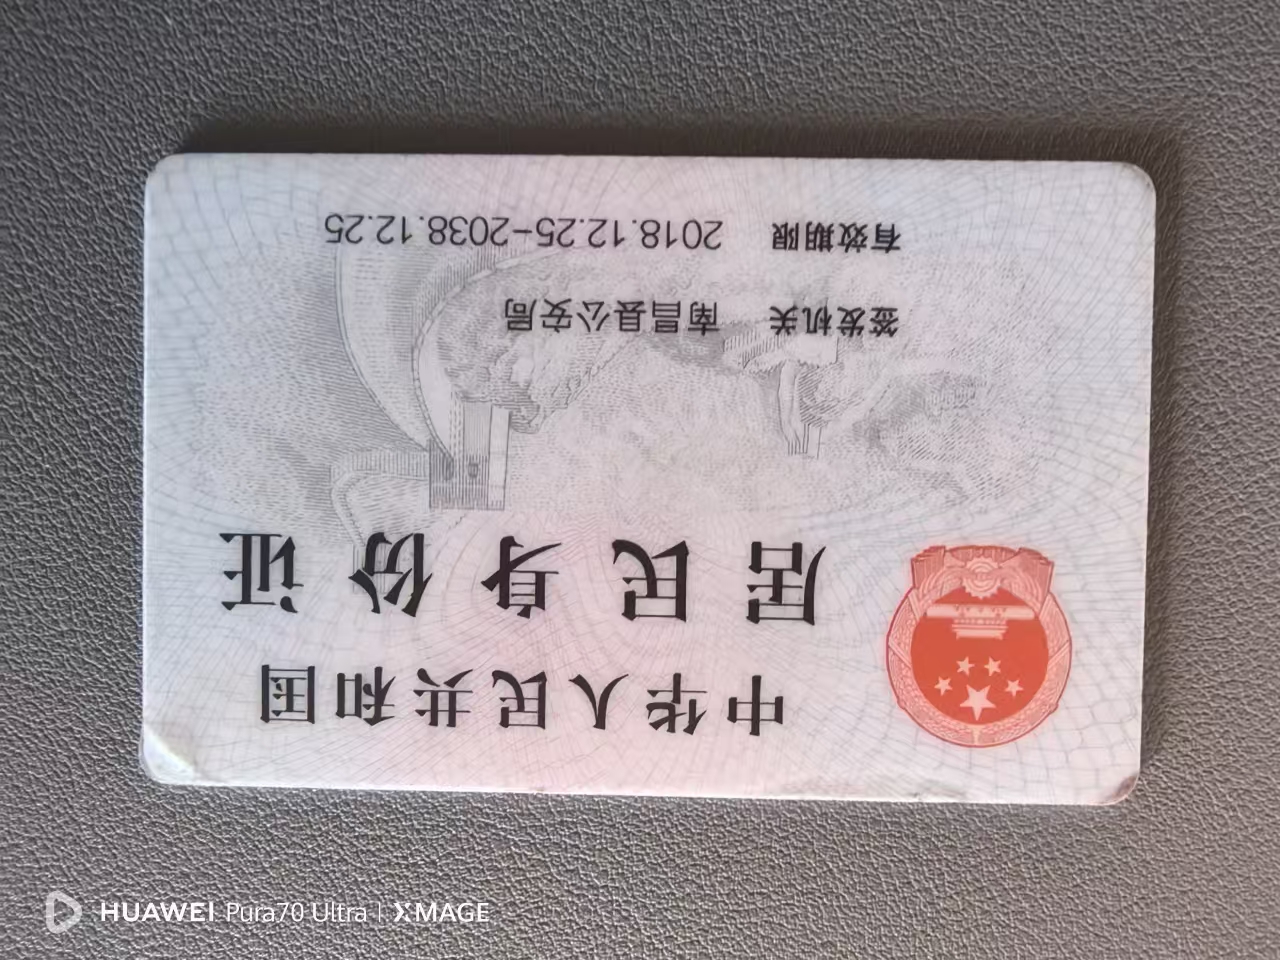 中华人民共和国
居民身份证
签发机关 南昌县公安局
有效期限 2018.12.25-2038.12.25
HUAWEI Pura70 Ultra | XMAGE